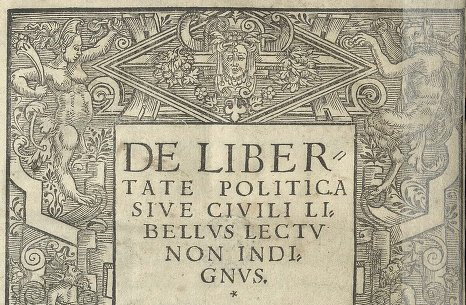 DE LIBER⸗
TATE POLITICA
SIVE CIVILI LI⸗
BELLVS LECTV
NON INDI⸗
GNVS.
*